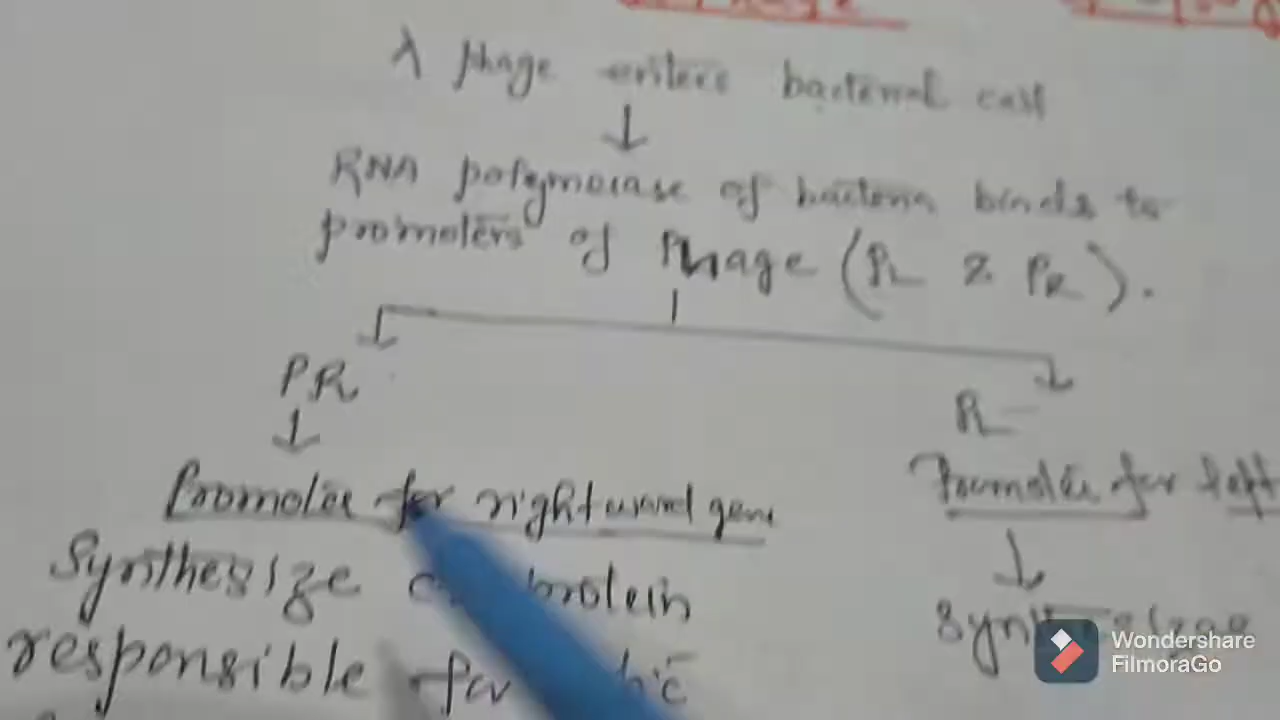 λ phage enters bacterial cell
↓
RNA polymerase of bacteria binds to
promoters of Phage (PL & PR).
PR
PL
↓
Promoter for rightward gene
Promoter for left
Synthesize protein
↓
responsible for
Wondershare
FilmoraGo